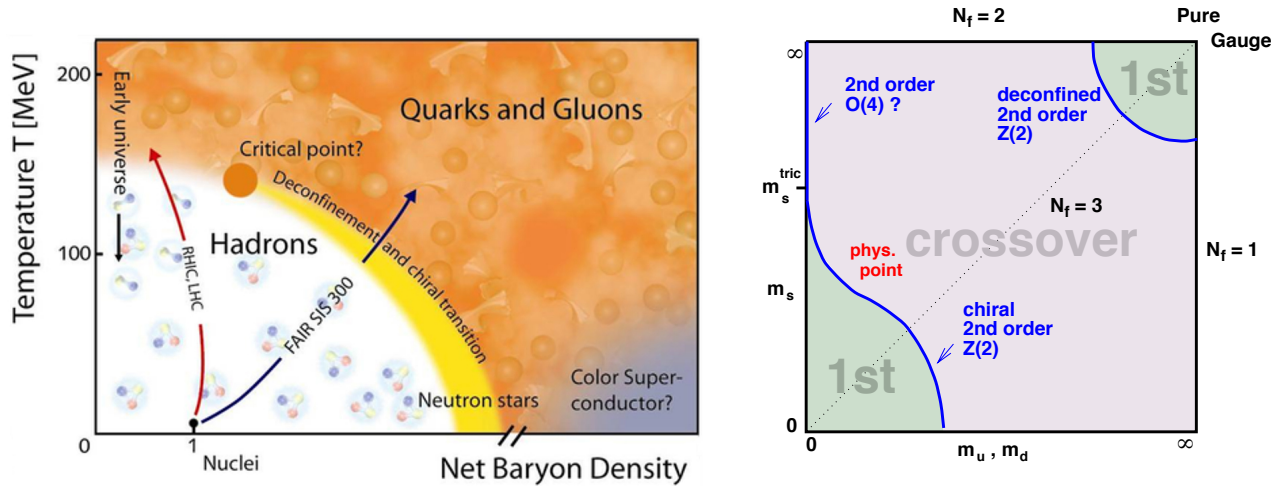 Temperature T [MeV]
200
100
0
Early universe
Quarks and Gluons
Critical point?
Deconfinement and chiral transition
Hadrons
RHIC, LHC
FAIR SIS 300
Neutron stars
Color Super-
conductor?
1
Nuclei
Net Baryon Density
N_f = 2
Pure
Gauge
∞
2nd order
O(4) ?
deconfined
2nd order
Z(2)
1st
m_s^tric
N_f = 3
crossover
phys.
point
N_f = 1
m_s
chiral
2nd order
Z(2)
1st
0
0
m_u , m_d
∞